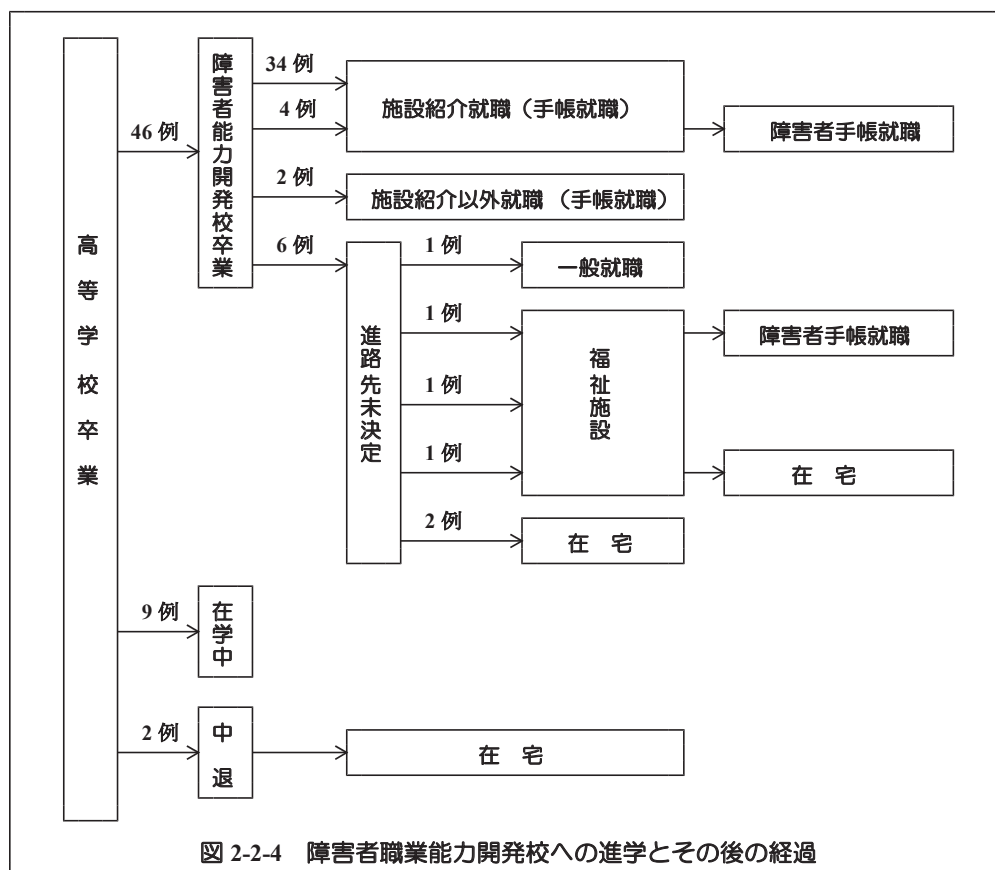 高等学校卒業
46 例
障害者能力開発校卒業
34 例
4 例
施設紹介就職（手帳就職）
障害者手帳就職
2 例
施設紹介以外就職 （手帳就職）
6 例
進路先未決定
1 例
一般就職
1 例
1 例
1 例
福祉施設
障害者手帳就職
在 宅
2 例
在 宅
9 例
在学中
2 例
中退
在 宅
図 2-2-4 障害者職業能力開発校への進学とその後の経過